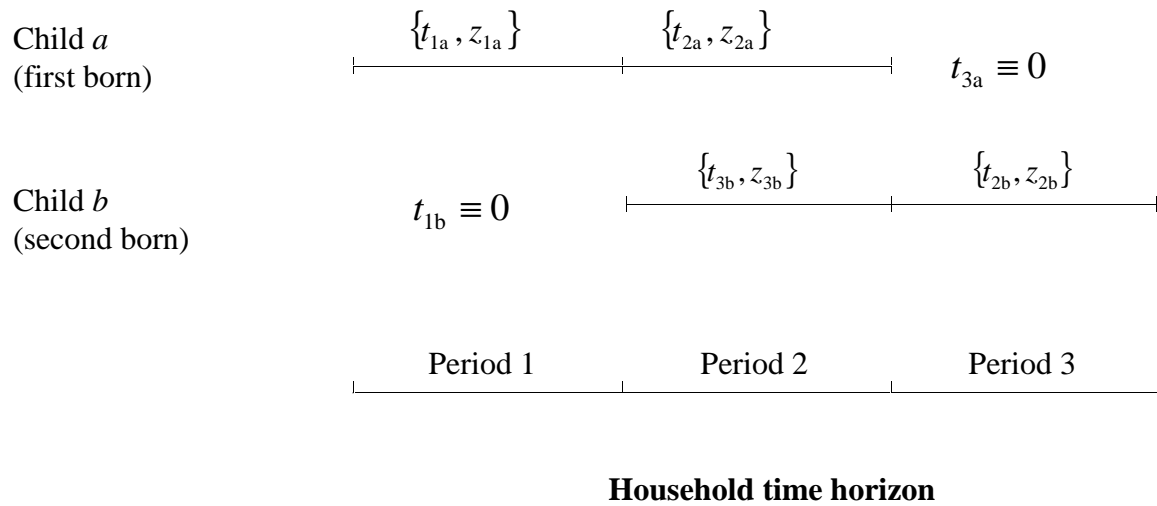 Child a
(first born)
{t1a, z1a}
{t2a, z2a}
t3a ≡ 0
Child b
(second born)
t1b ≡ 0
{t3b, z3b}
{t2b, z2b}
Period 1
Period 2
Period 3
Household time horizon